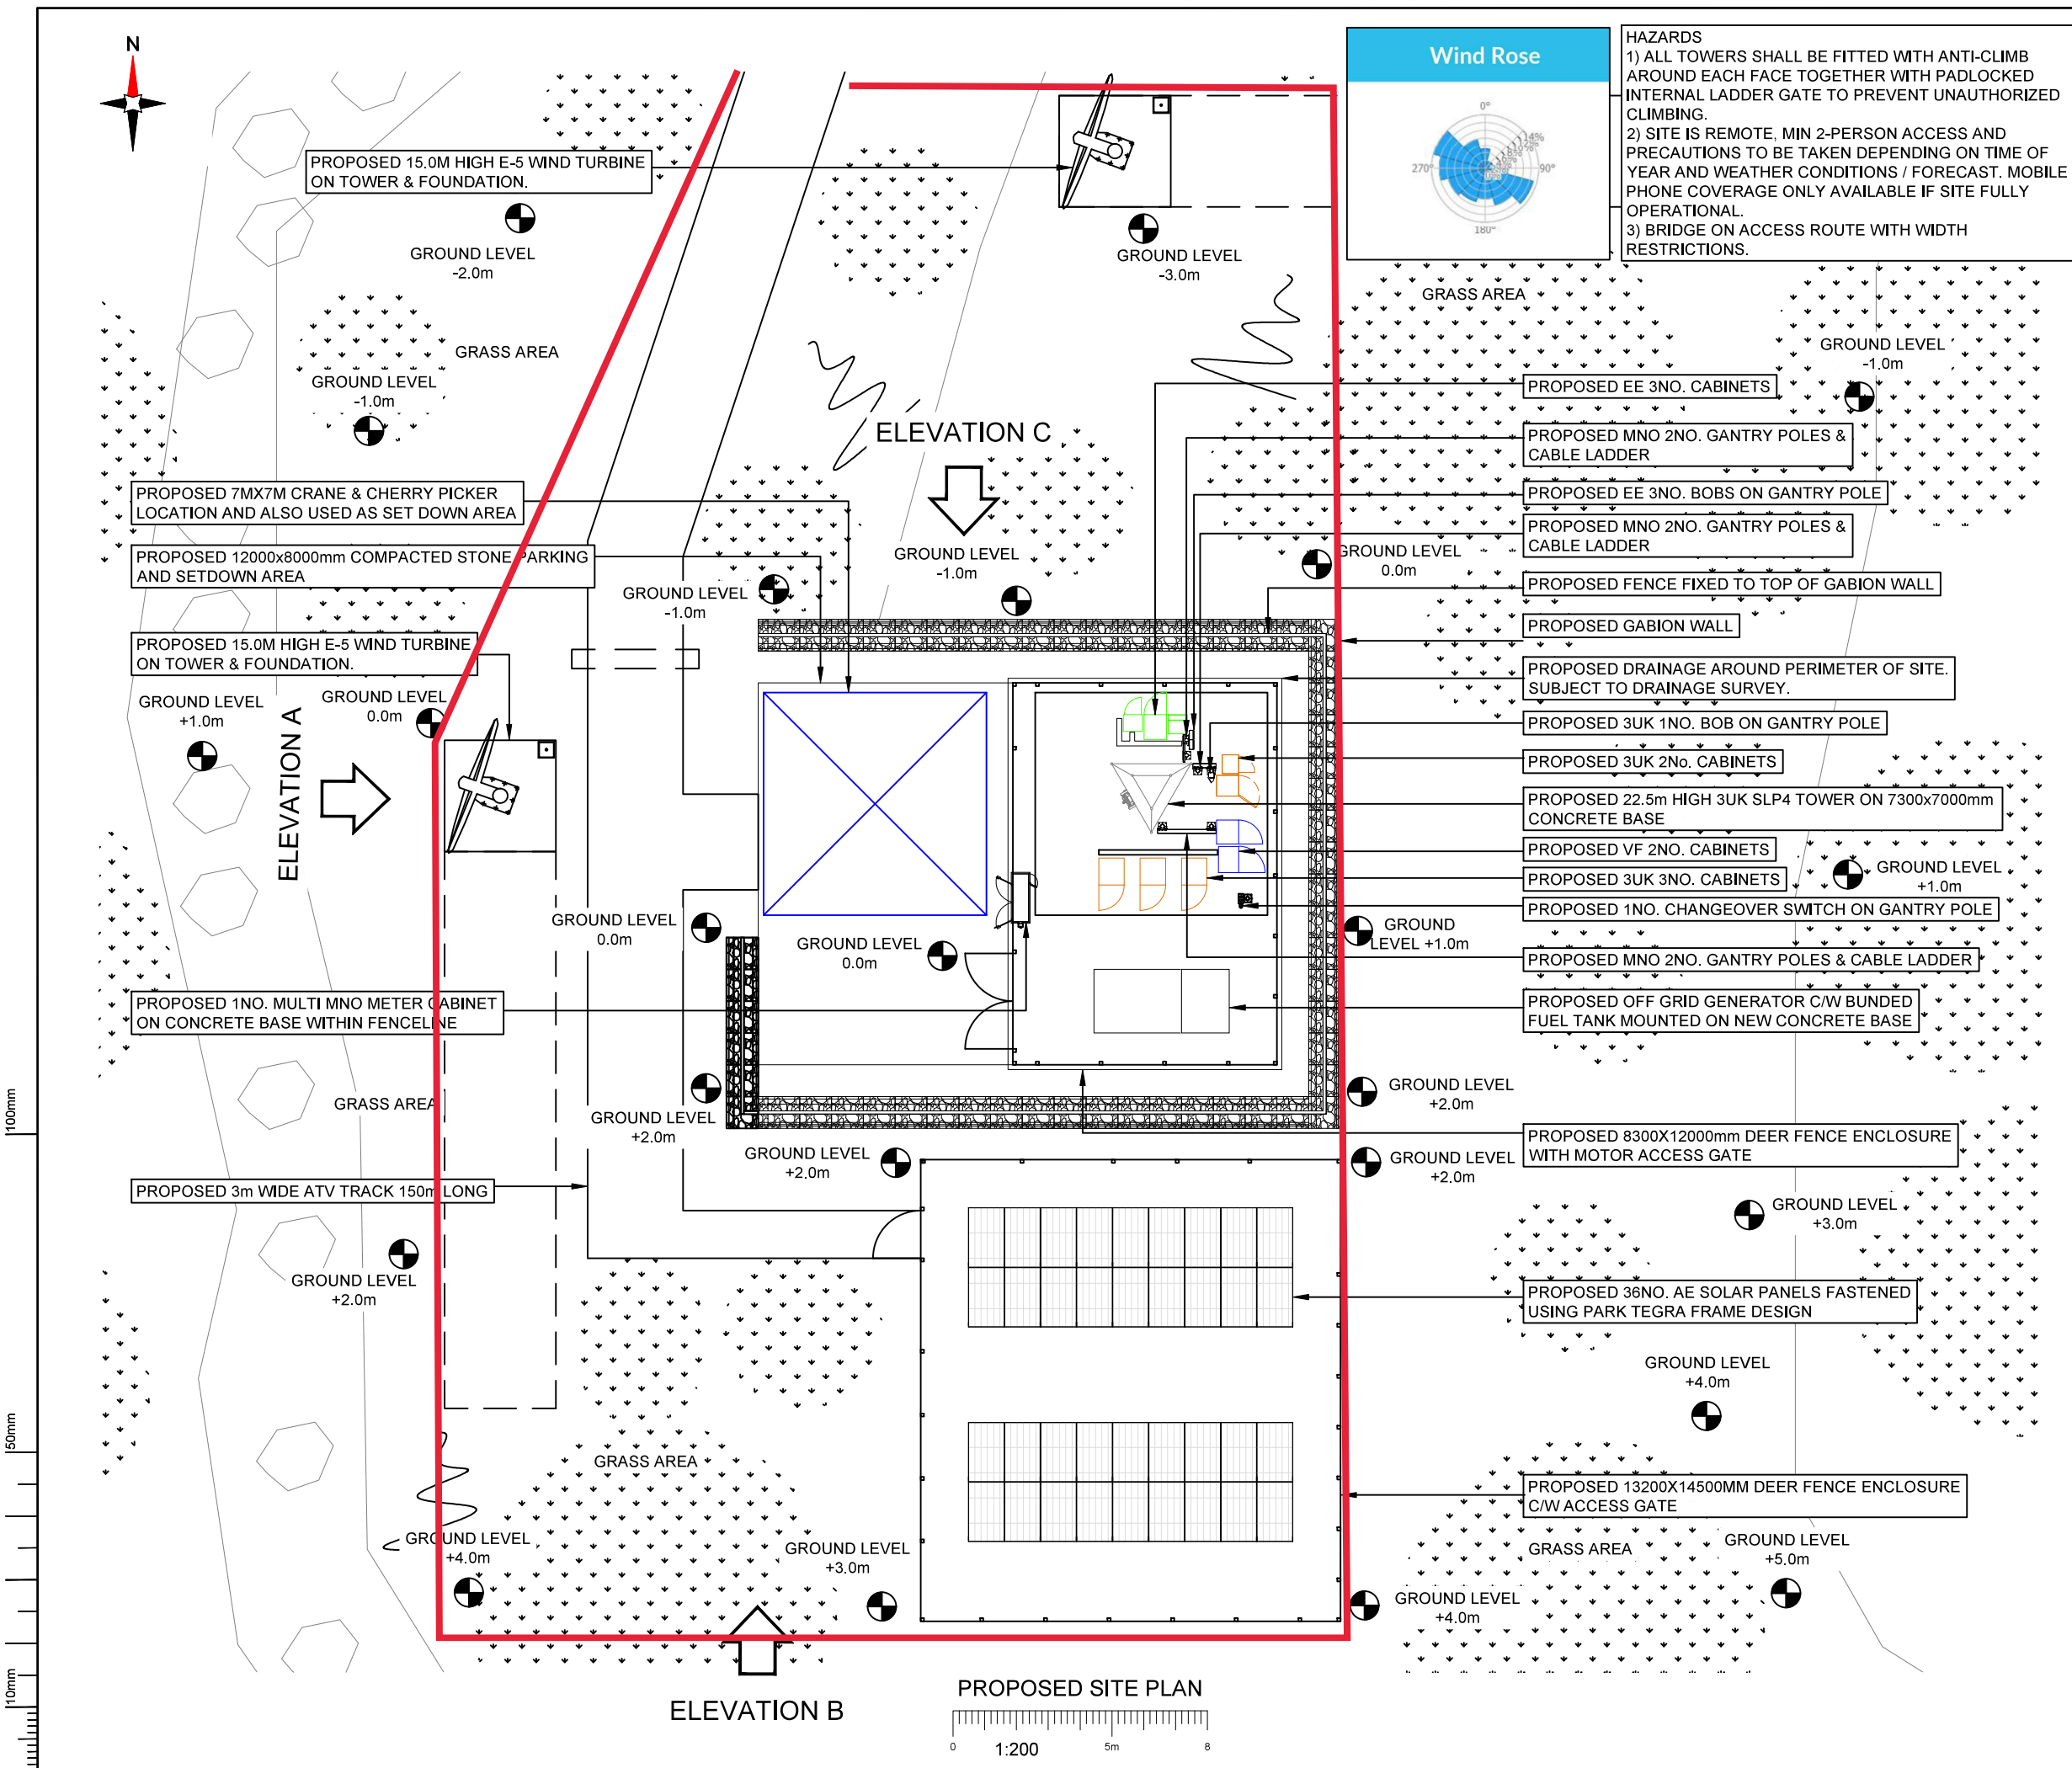 N
Wind Rose
0°
14%
270°
90°
180°
HAZARDS
1) ALL TOWERS SHALL BE FITTED WITH ANTI-CLIMB
AROUND EACH FACE TOGETHER WITH PADLOCKED
INTERNAL LADDER GATE TO PREVENT UNAUTHORIZED
CLIMBING.
2) SITE IS REMOTE, MIN 2-PERSON ACCESS AND
PRECAUTIONS TO BE TAKEN DEPENDING ON TIME OF
YEAR AND WEATHER CONDITIONS / FORECAST. MOBILE
PHONE COVERAGE ONLY AVAILABLE IF SITE FULLY
OPERATIONAL.
3) BRIDGE ON ACCESS ROUTE WITH WIDTH
RESTRICTIONS.
PROPOSED 15.0M HIGH E-5 WIND TURBINE
ON TOWER & FOUNDATION.
GROUND LEVEL
-2.0m
GROUND LEVEL
-3.0m
GRASS AREA
GRASS AREA
GROUND LEVEL
-1.0m
GROUND LEVEL
-1.0m
ELEVATION C
GROUND LEVEL
-1.0m
GROUND LEVEL
0.0m
PROPOSED 7MX7M CRANE & CHERRY PICKER
LOCATION AND ALSO USED AS SET DOWN AREA
PROPOSED 12000x8000mm COMPACTED STONE PARKING
AND SETDOWN AREA
GROUND LEVEL
-1.0m
PROPOSED 15.0M HIGH E-5 WIND TURBINE
ON TOWER & FOUNDATION.
GROUND LEVEL
+1.0m
GROUND LEVEL
0.0m
ELEVATION A
PROPOSED EE 3NO. CABINETS
PROPOSED MNO 2NO. GANTRY POLES &
CABLE LADDER
PROPOSED EE 3NO. BOBS ON GANTRY POLE
PROPOSED MNO 2NO. GANTRY POLES &
CABLE LADDER
PROPOSED FENCE FIXED TO TOP OF GABION WALL
PROPOSED GABION WALL
PROPOSED DRAINAGE AROUND PERIMETER OF SITE.
SUBJECT TO DRAINAGE SURVEY.
PROPOSED 3UK 1NO. BOB ON GANTRY POLE
PROPOSED 3UK 2No. CABINETS
PROPOSED 22.5m HIGH 3UK SLP4 TOWER ON 7300x7000mm
CONCRETE BASE
PROPOSED VF 2NO. CABINETS
PROPOSED 3UK 3NO. CABINETS
GROUND LEVEL
+1.0m
PROPOSED 1NO. CHANGEOVER SWITCH ON GANTRY POLE
GROUND
LEVEL +1.0m
PROPOSED MNO 2NO. GANTRY POLES & CABLE LADDER
PROPOSED OFF GRID GENERATOR C/W BUNDED
FUEL TANK MOUNTED ON NEW CONCRETE BASE
GROUND LEVEL
0.0m
GROUND LEVEL
0.0m
PROPOSED 1NO. MULTI MNO METER CABINET
ON CONCRETE BASE WITHIN FENCELINE
GRASS AREA
GROUND LEVEL
+2.0m
GROUND LEVEL
+2.0m
GROUND LEVEL
+2.0m
GROUND LEVEL
+2.0m
PROPOSED 8300X12000mm DEER FENCE ENCLOSURE
WITH MOTOR ACCESS GATE
PROPOSED 3m WIDE ATV TRACK 150m LONG
GROUND LEVEL
+3.0m
GROUND LEVEL
+2.0m
PROPOSED 36NO. AE SOLAR PANELS FASTENED
USING PARK TEGRA FRAME DESIGN
GROUND LEVEL
+4.0m
GRASS AREA
PROPOSED 13200X14500MM DEER FENCE ENCLOSURE
C/W ACCESS GATE
GROUND LEVEL
+4.0m
GROUND LEVEL
+3.0m
GRASS AREA
GROUND LEVEL
+5.0m
GROUND LEVEL
+4.0m
ELEVATION B
PROPOSED SITE PLAN
0
1:200
5m
8
100mm
50mm
10mm